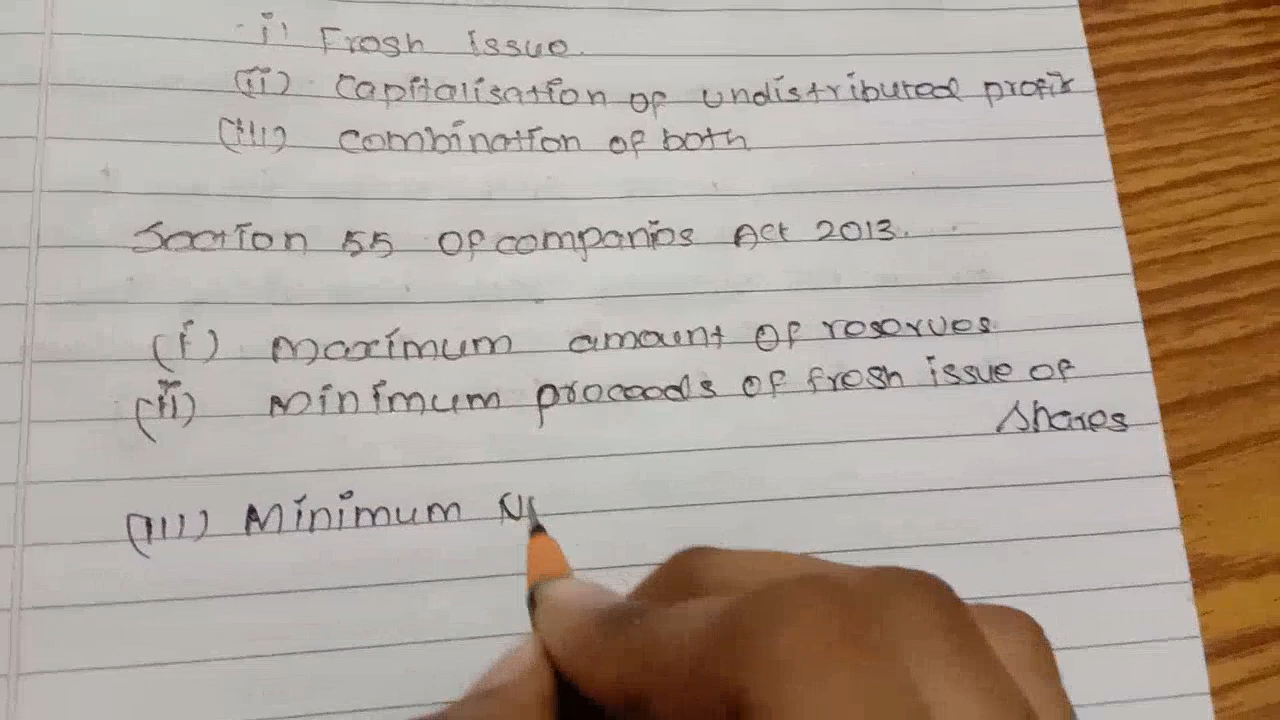 i) Fresh issue.
(ii) Capitalisation of undistributed profit
(iii) Combination of both
Section 55 of companies Act 2013.
(i) Maximum amount of reserves.
(ii) Minimum proceeds of fresh issue of
shares
(III) Minimum